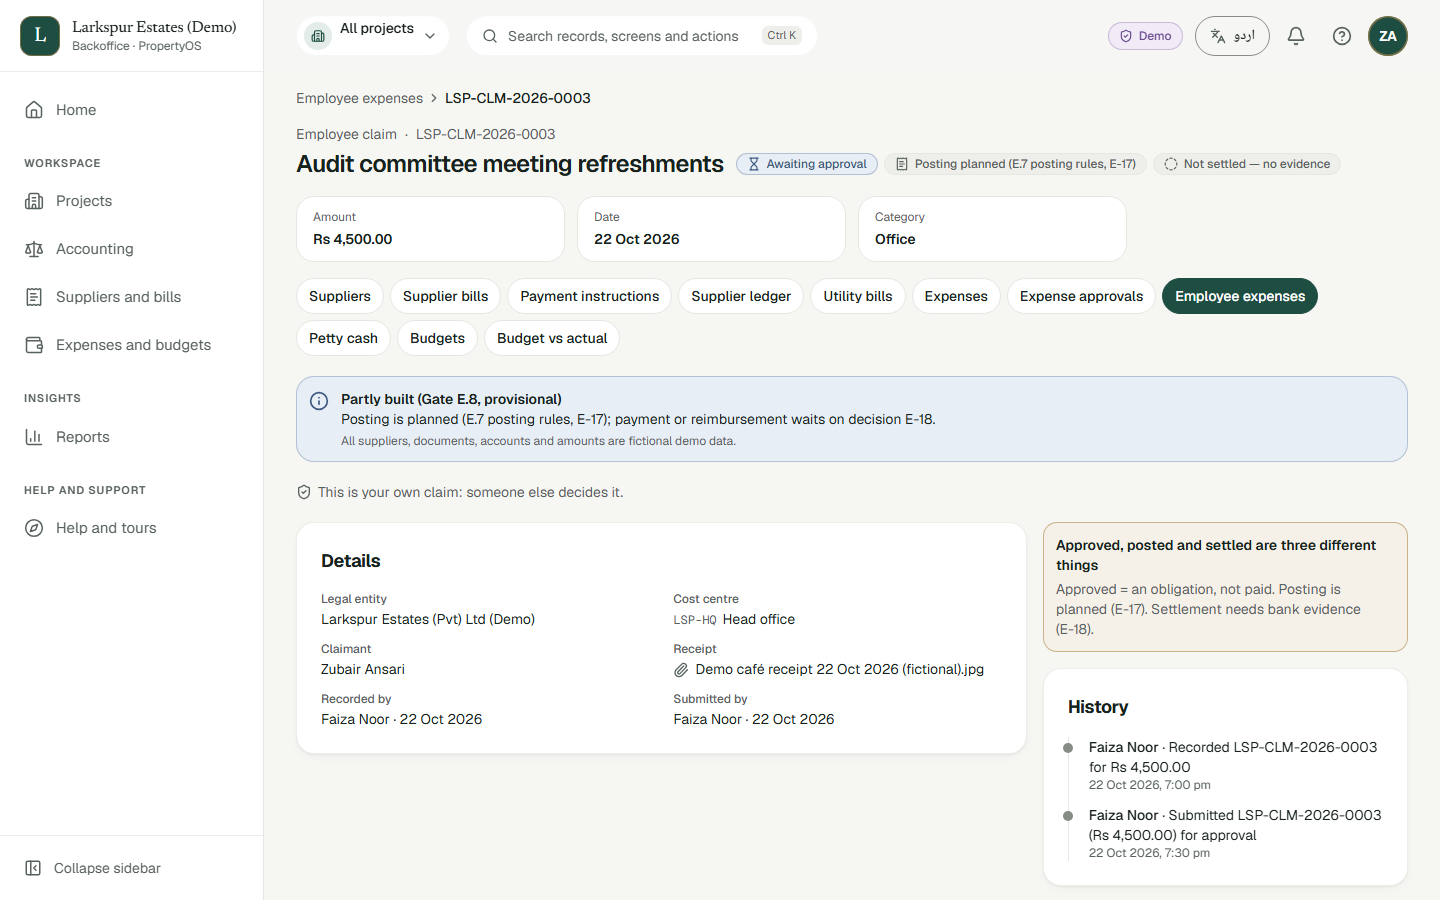 L
Larkspur Estates (Demo)
Backoffice · PropertyOS
All projects
Search records, screens and actions
Ctrl K
Demo
اردو
ZA
Home
WORKSPACE
Projects
Accounting
Suppliers and bills
Expenses and budgets
INSIGHTS
Reports
HELP AND SUPPORT
Help and tours
Collapse sidebar
Employee expenses > LSP-CLM-2026-0003
Employee claim · LSP-CLM-2026-0003
Audit committee meeting refreshments
Awaiting approval
Posting planned (E.7 posting rules, E-17)
Not settled — no evidence
Amount
Rs 4,500.00
Date
22 Oct 2026
Category
Office
Suppliers
Supplier bills
Payment instructions
Supplier ledger
Utility bills
Expenses
Expense approvals
Employee expenses
Petty cash
Budgets
Budget vs actual
Partly built (Gate E.8, provisional)
Posting is planned (E.7 posting rules, E-17); payment or reimbursement waits on decision E-18.
All suppliers, documents, accounts and amounts are fictional demo data.
This is your own claim: someone else decides it.
Details
Legal entity
Larkspur Estates (Pvt) Ltd (Demo)
Cost centre
LSP-HQ Head office
Claimant
Zubair Ansari
Receipt
Demo café receipt 22 Oct 2026 (fictional).jpg
Recorded by
Faiza Noor · 22 Oct 2026
Submitted by
Faiza Noor · 22 Oct 2026
Approved, posted and settled are three different
things
Approved = an obligation, not paid. Posting is
planned (E-17). Settlement needs bank evidence
(E-18).
History
Faiza Noor · Recorded LSP-CLM-2026-0003
for Rs 4,500.00
22 Oct 2026, 7:00 pm
Faiza Noor · Submitted LSP-CLM-2026-0003
(Rs 4,500.00) for approval
22 Oct 2026, 7:30 pm